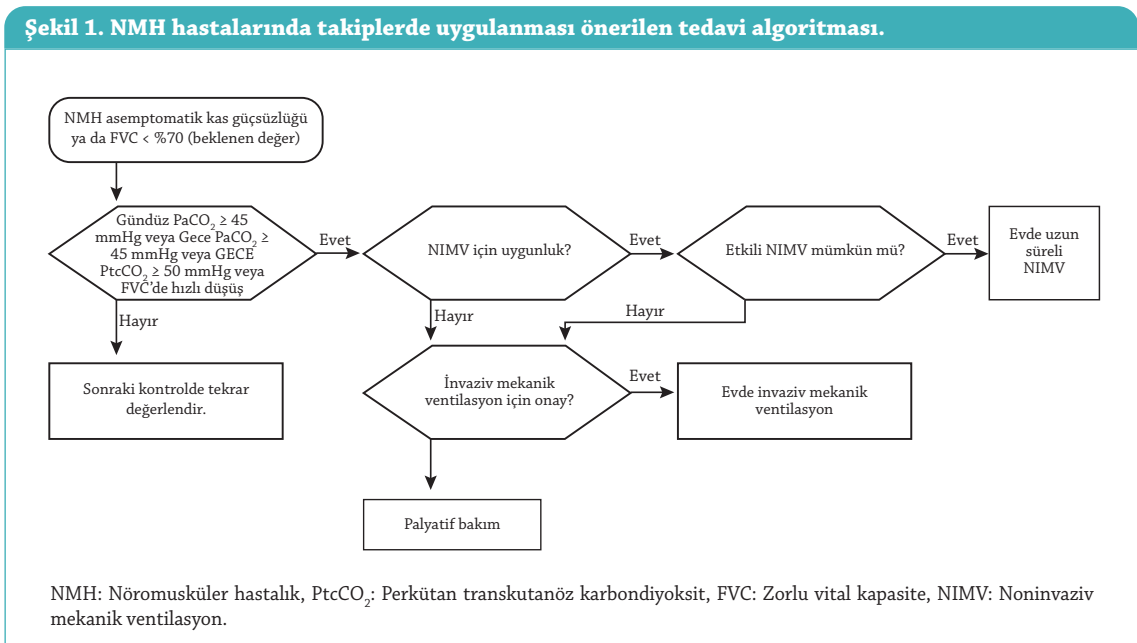 Şekil 1. NMH hastalarında takiplerde uygulanması önerilen tedavi algoritması.
NMH asemptomatik kas güçsüzlüğü
ya da FVC < %70 (beklenen değer)
Gündüz PaCO₂ ≥ 45
mmHg veya Gece PaCO₂ ≥
45 mmHg veya GECE
PtcCO₂ ≥ 50 mmHg veya
FVC'de hızlı düşüş
Evet
NIMV için uygunluk?
Evet
Etkili NIMV mümkün mü?
Evet
Evde uzun
süreli
NIMV
Hayır
Hayır
Hayır
Sonraki kontrolde tekrar
değerlendir.
İnvaziv mekanik
ventilasyon için onay?
Evet
Evde invaziv mekanik
ventilasyon
Palyatif bakım
NMH: Nöromusküler hastalık, PtcCO₂: Perkütan transkutanöz karbondiyoksit, FVC: Zorlu vital kapasite, NIMV: Noninvaziv
mekanik ventilasyon.